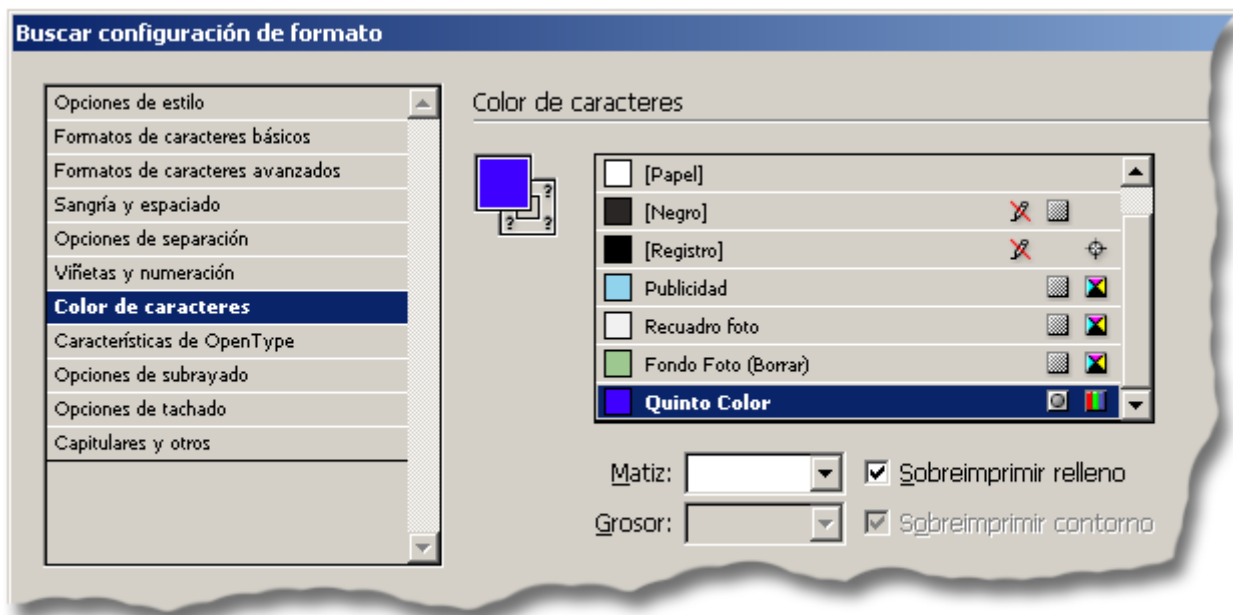 Buscar configuración de formato
Opciones de estilo
Formatos de caracteres básicos
Formatos de caracteres avanzados
Sangría y espaciado
Opciones de separación
Viñetas y numeración
Color de caracteres
Características de OpenType
Opciones de subrayado
Opciones de tachado
Capitulares y otros
Color de caracteres
?
? ?
[Papel]
[Negro]
[Registro]
Publicidad
Recuadro foto
Fondo Foto (Borrar)
Quinto Color
Matiz:
Sobreimprimir relleno
Grosor:
Sobreimprimir contorno